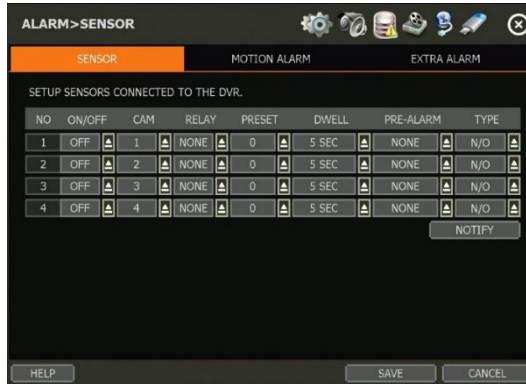 ALARM>SENSOR
SENSOR MOTION ALARM EXTRA ALARM
SETUP SENSORS CONNECTED TO THE DVR.
NO ON/OFF CAM RELAY PRESET DWELL PRE-ALARM TYPE
1 OFF 1 NONE 0 5 SEC NONE N/O
2 OFF 2 NONE 0 5 SEC NONE N/O
3 OFF 3 NONE 0 5 SEC NONE N/O
4 OFF 4 NONE 0 5 SEC NONE N/O
NOTIFY
HELP SAVE CANCEL